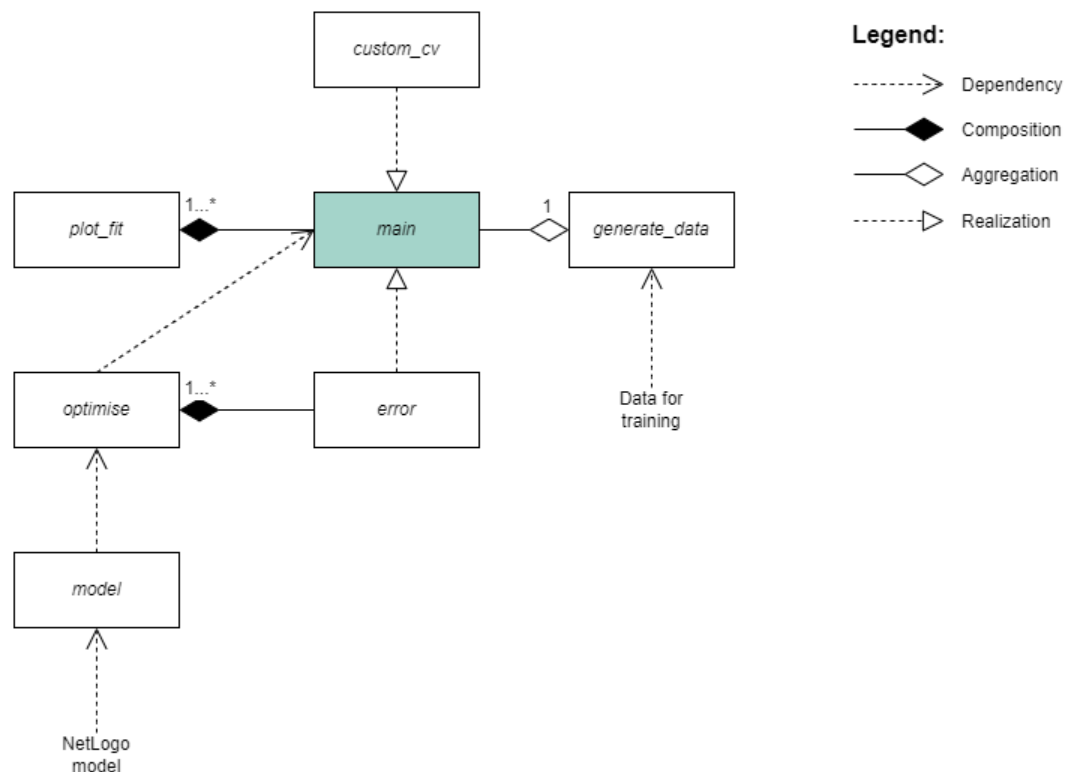 custom_cv
Legend:
Dependency
Composition
Aggregation
Realization
plot_fit
1...*
main
1
generate_data
optimise
1...*
error
Data for
training
model
NetLogo
model